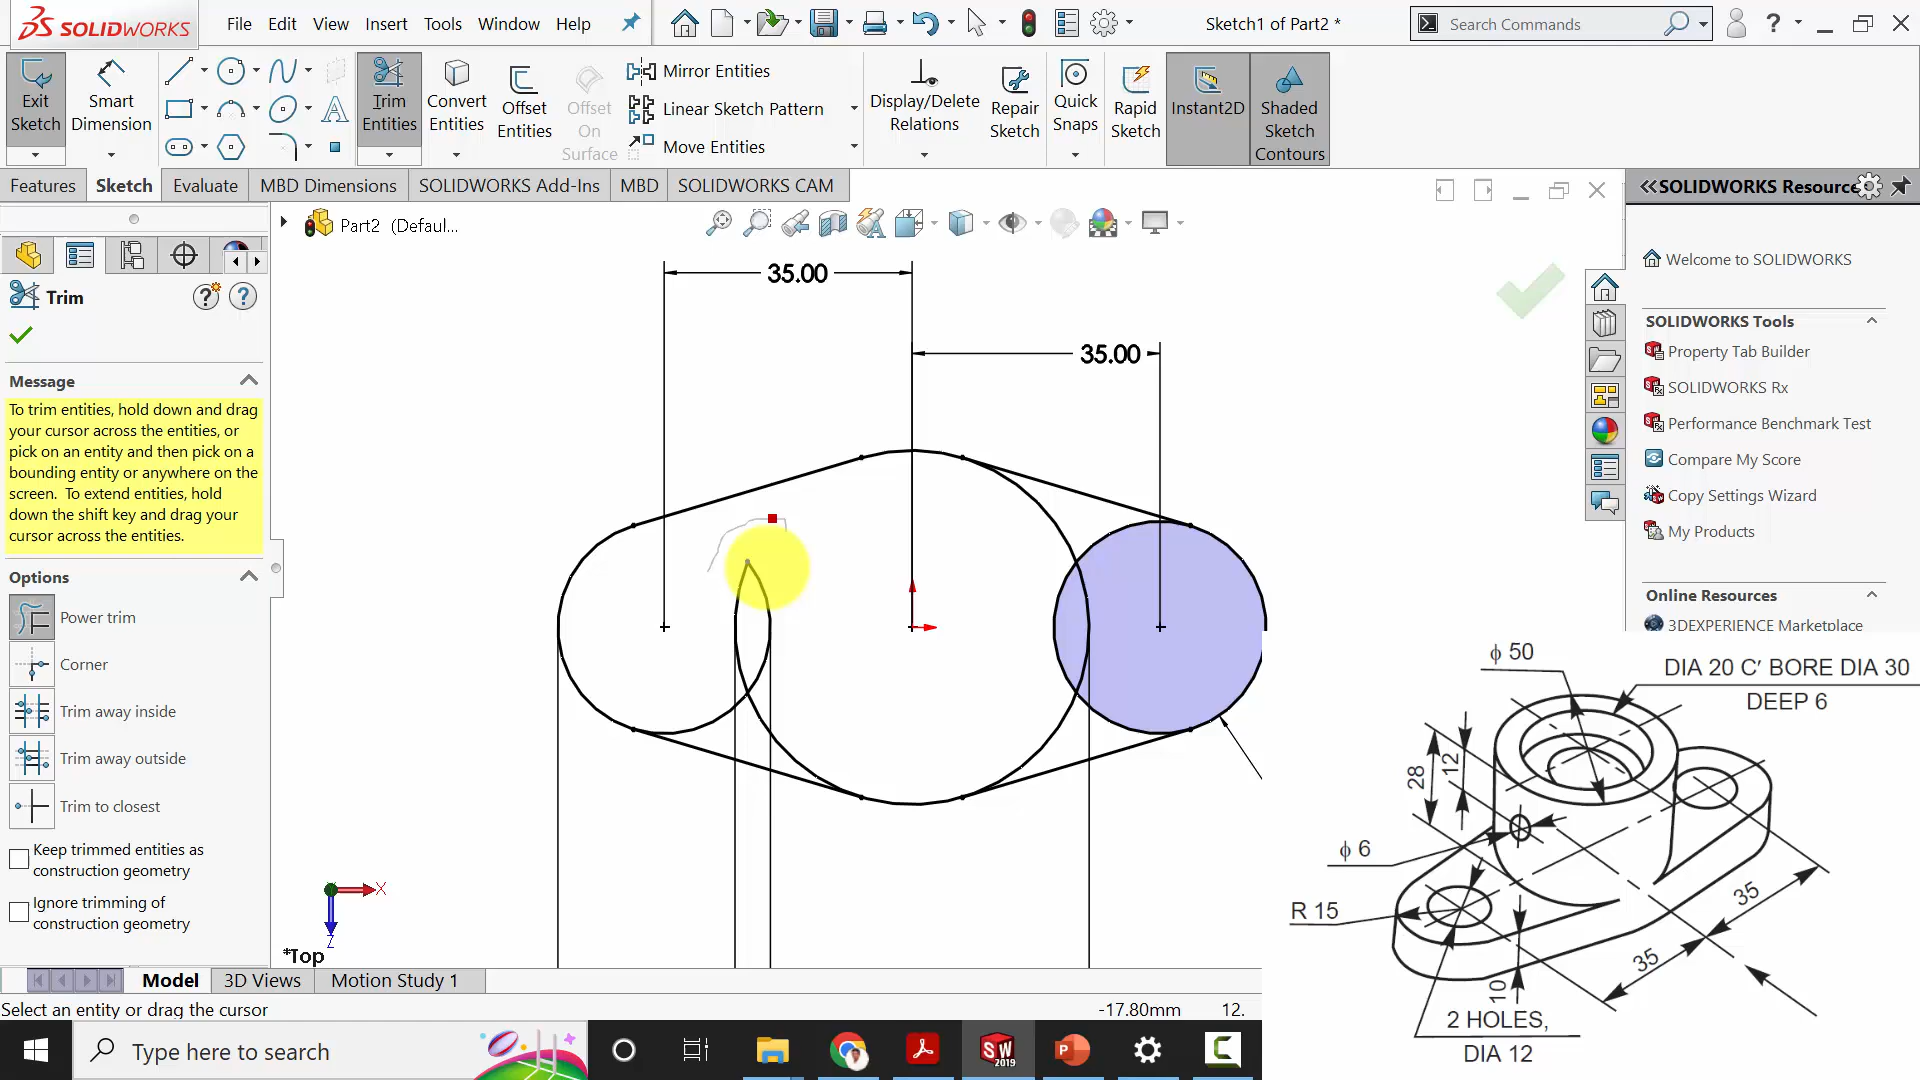 SOLIDWORKS
File Edit View Insert Tools Window Help
Sketch1 of Part2 *
Search Commands
Exit Sketch
Smart Dimension
Trim Entities
Convert Entities
Offset Entities
Offset On Surface
Mirror Entities
Linear Sketch Pattern
Move Entities
Display/Delete Relations
Repair Sketch
Quick Snaps
Rapid Sketch
Instant2D
Shaded Sketch Contours
Features Sketch Evaluate MBD Dimensions SOLIDWORKS Add-Ins MBD SOLIDWORKS CAM
Part2 (Defaul...
Trim
Message
To trim entities, hold down and drag
your cursor across the entities, or
pick on an entity and then pick on a
bounding entity or anywhere on the
screen. To extend entities, hold
down the shift key and drag your
cursor across the entities.
Options
Power trim
Corner
Trim away inside
Trim away outside
Trim to closest
Keep trimmed entities as
construction geometry
Ignore trimming of
construction geometry
35.00
35.00
X
Z
*Top
SOLIDWORKS Resource
Welcome to SOLIDWORKS
SOLIDWORKS Tools
Property Tab Builder
SOLIDWORKS Rx
Performance Benchmark Test
Compare My Score
Copy Settings Wizard
My Products
Online Resources
3DEXPERIENCE Marketplace
ϕ 50
DIA 20 C′ BORE DIA 30
DEEP 6
28
12
ϕ 6
R 15
35
35
10
2 HOLES,
DIA 12
Model 3D Views Motion Study 1
Select an entity or drag the cursor
-17.80mm 12.
Type here to search
SW 2019